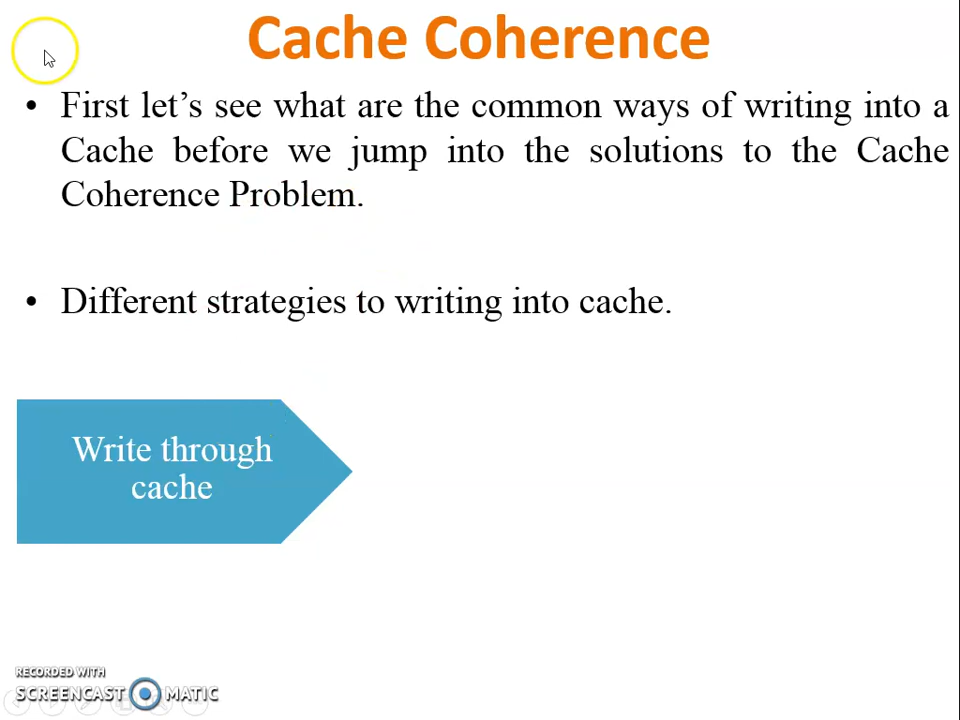 Cache Coherence
• First let’s see what are the common ways of writing into a
Cache before we jump into the solutions to the Cache
Coherence Problem.
• Different strategies to writing into cache.
Write through
cache
RECORDED WITH
SCREENCAST MATIC